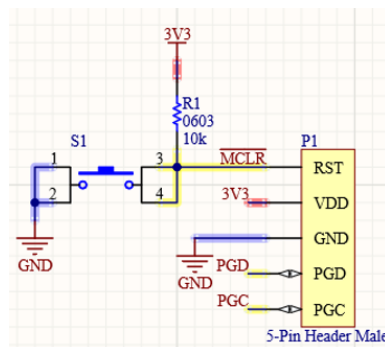 3V3
R1
0603
10k
S1
P1
1
2
3
4
MCLR
RST
3V3
VDD
GND
GND
GND
PGD
PGD
PGC
PGC
5-Pin Header Male